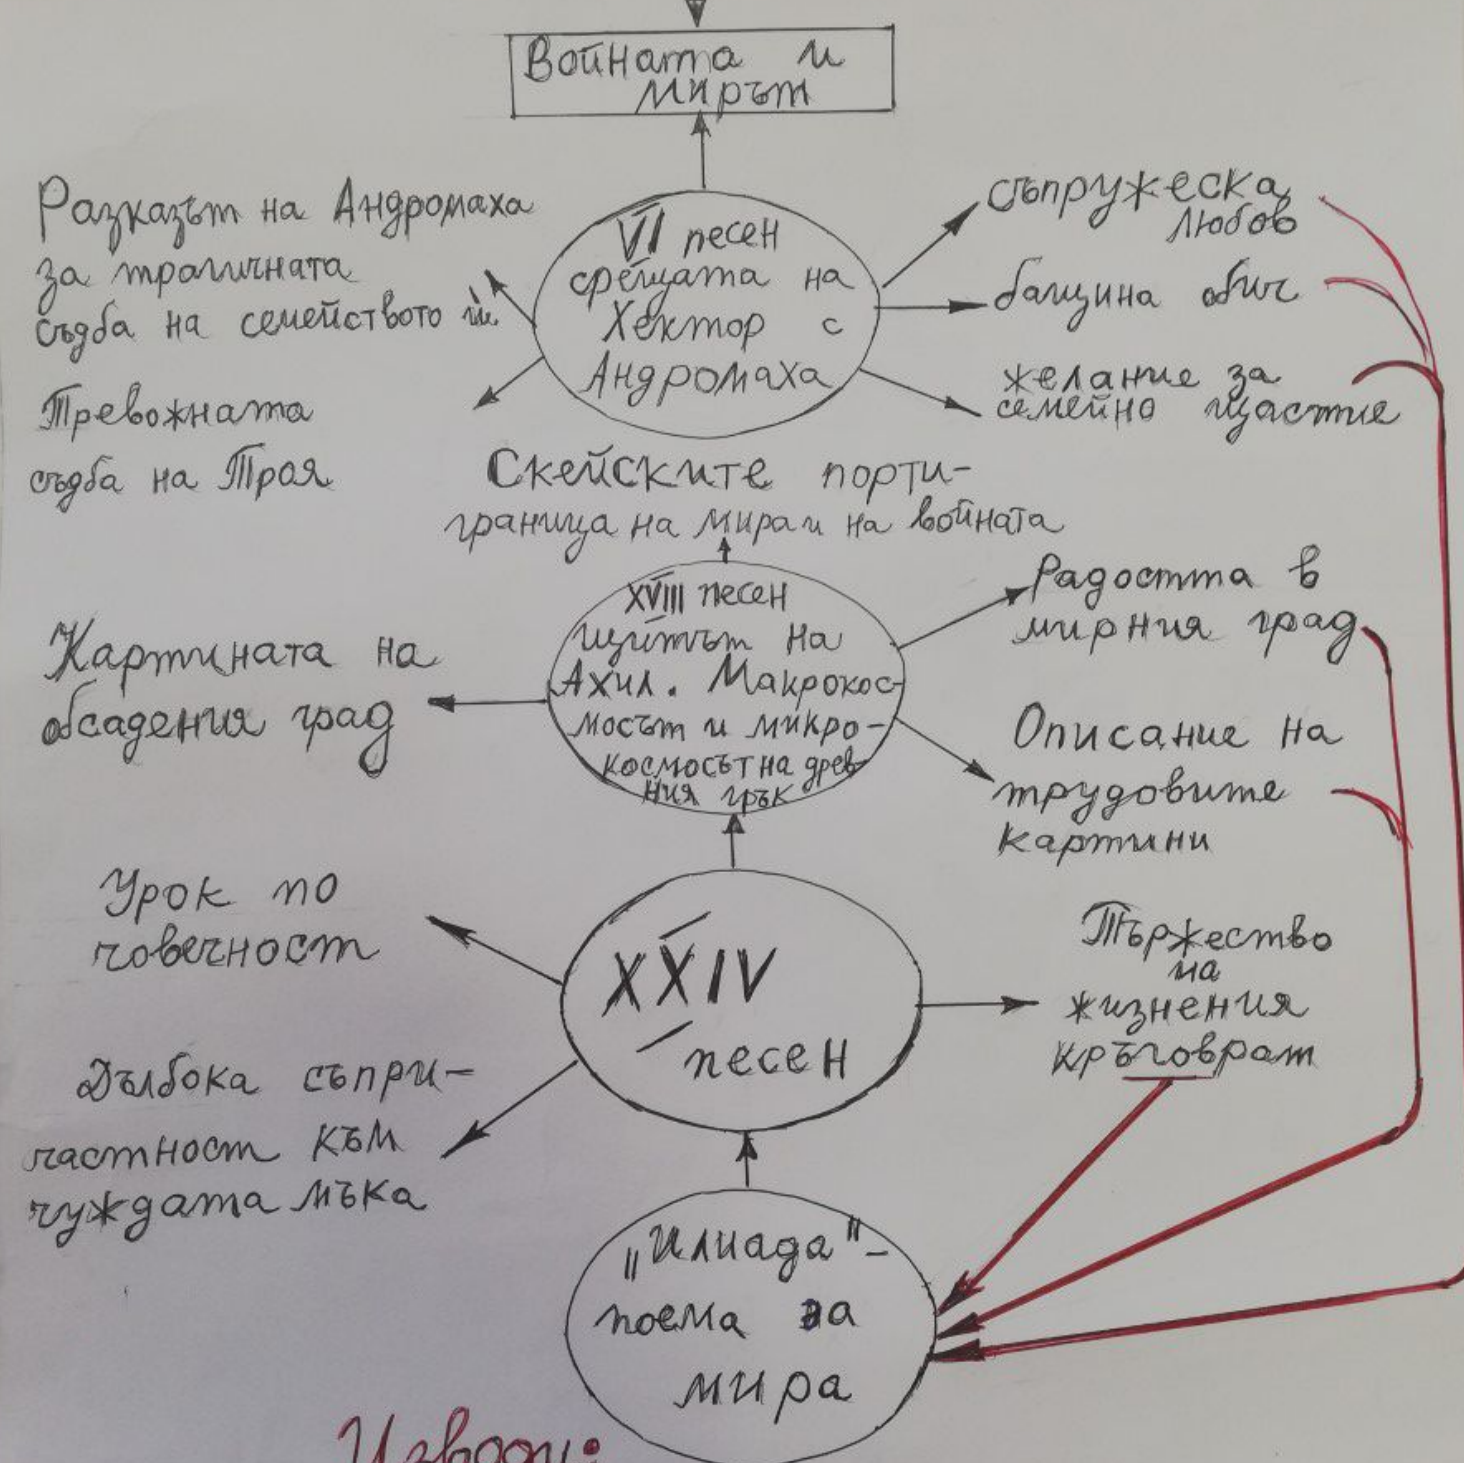 Войната и
мирът
Разказът на Андромаха
за трагичната
съдба на семейството ѝ.
Тревожната
съдба на Троя
VI песен
срещата на
Хектор с
Андромаха
съпружеска
любов
бащина обич
желание за
семейно щастие
Скейските порти-
граница на мира и на войната
Картината на
обсадения град
XVIII песен
щитът на
Ахил. Макрокос-
мосът и микро-
космосът на древ-
ния грък
Радостта в
мирния град
Описание на
трудовите
картини
Урок по
човечност
Дълбока съпри-
частност към
чуждата мъка
XXIV
песен
Тържество
на
жизнения
кръговрат
„Илиада"-
поема за
мира
Изводи: